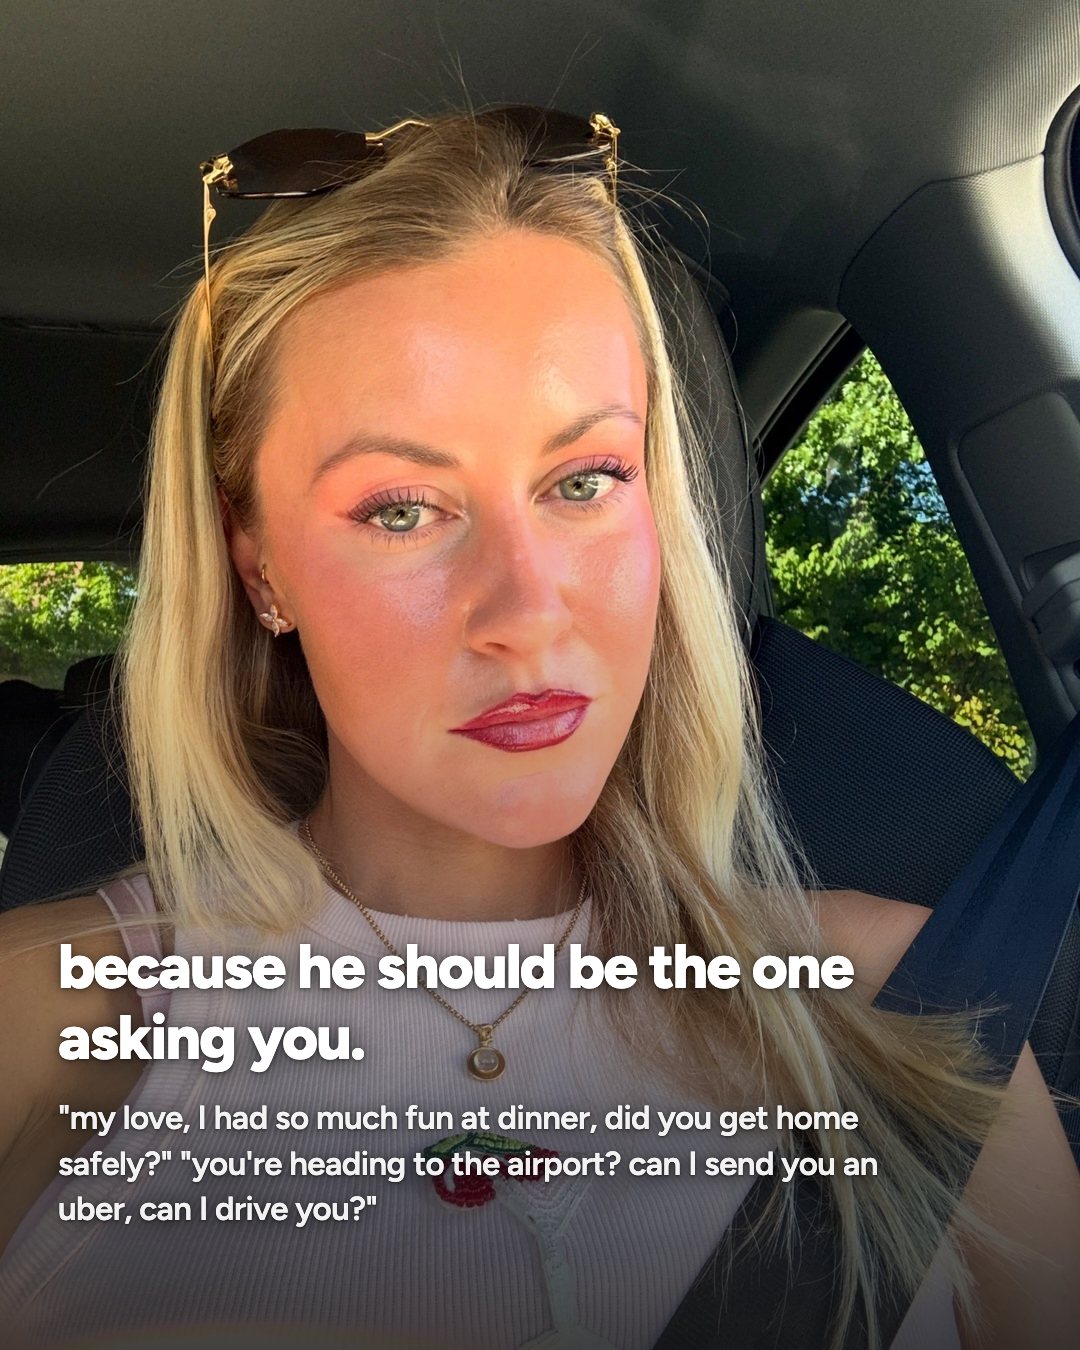 because he should be the one
asking you.
"my love, I had so much fun at dinner, did you get home
safely?" "you're heading to the airport? can I send you an
uber, can I drive you?"